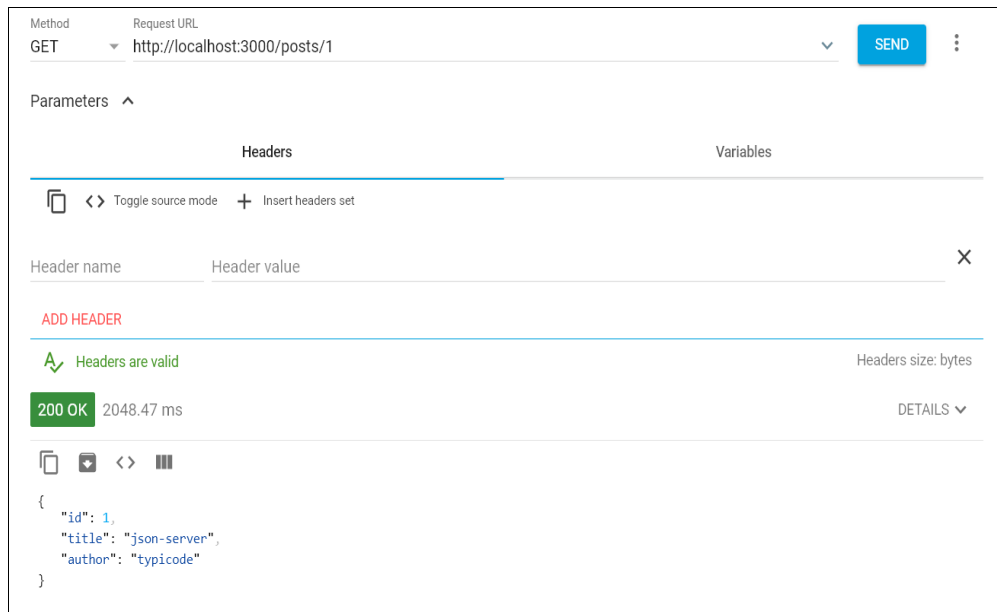 Method Request URL
GET http://localhost:3000/posts/1 SEND
Parameters
Headers Variables
Toggle source mode Insert headers set
Header name Header value
ADD HEADER
Headers are valid Headers size: bytes
200 OK 2048.47 ms DETAILS
{
"id": 1,
"title": "json-server",
"author": "typicode"
}